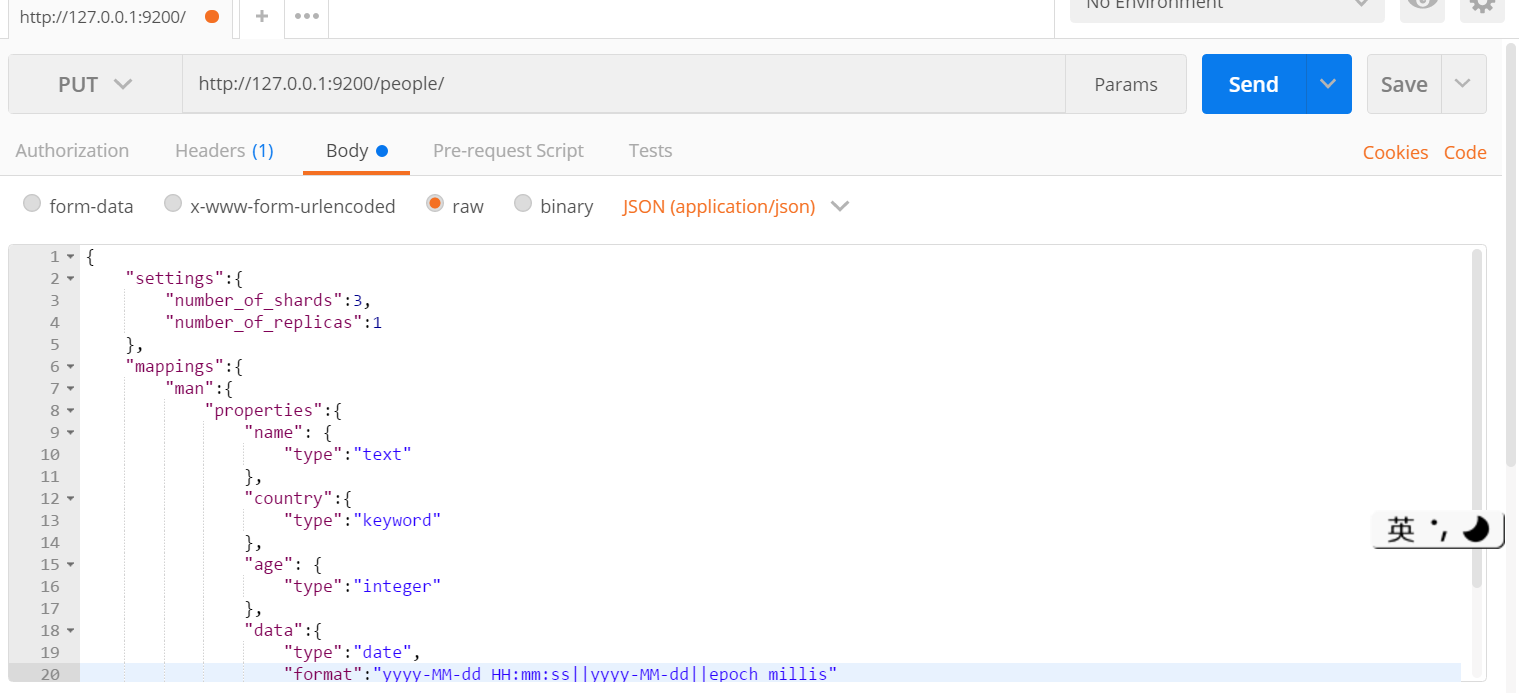 http://127.0.0.1:9200/
No Environment
PUT http://127.0.0.1:9200/people/ Params Send Save
Authorization Headers (1) Body Pre-request Script Tests Cookies Code
form-data x-www-form-urlencoded raw binary JSON (application/json)
1 {
2 "settings":{
3 "number_of_shards":3,
4 "number_of_replicas":1
5 },
6 "mappings":{
7 "man":{
8 "properties":{
9 "name": {
10 "type":"text"
11 },
12 "country":{
13 "type":"keyword"
14 },
英
15 "age": {
16 "type":"integer"
17 },
18 "data":{
19 "type":"date",
20 "format":"yyyy-MM-dd HH:mm:ss||yyyy-MM-dd||epoch_millis"